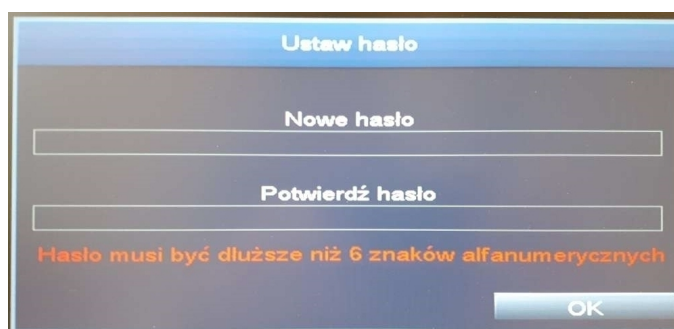 Ustaw hasło
Nowe hasło
Potwierdź hasło
Hasło musi być dłuższe niż 6 znaków alfanumerycznych
OK